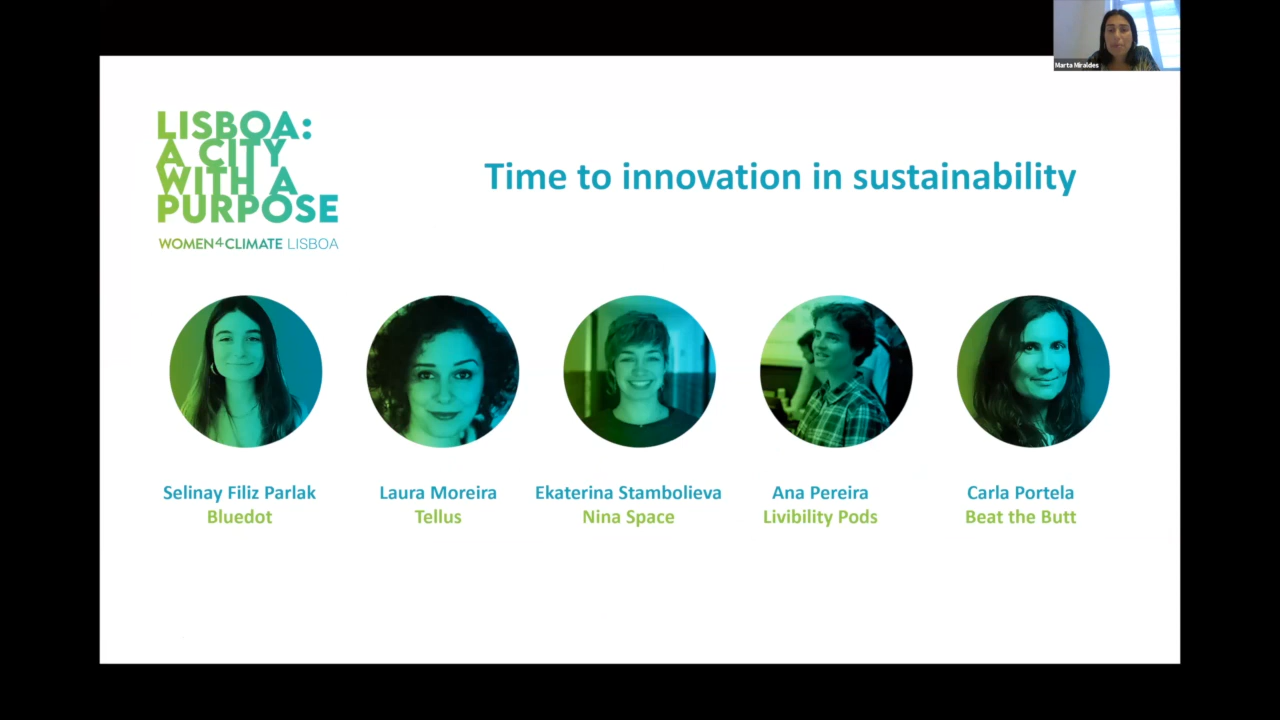 Marta Miraldes
LISBOA:
A CITY
WITH A
PURPOSE
WOMEN4CLIMATE LISBOA
Time to innovation in sustainability
Selinay Filiz Parlak
Bluedot
Laura Moreira
Tellus
Ekaterina Stambolieva
Nina Space
Ana Pereira
Livibility Pods
Carla Portela
Beat the Butt